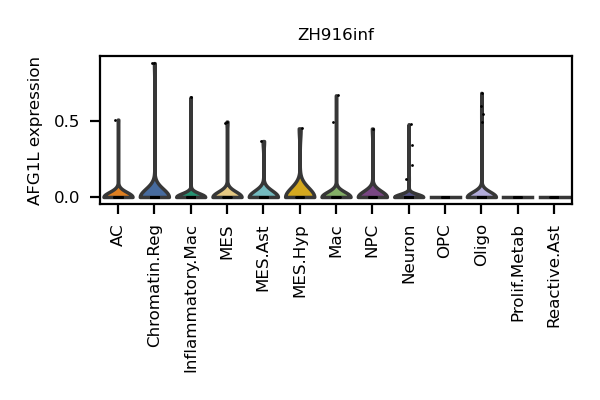 ZH916inf
AFG1L expression
0.5
0.0
AC
Chromatin.Reg
Inflammatory.Mac
MES
MES.Ast
MES.Hyp
Mac
NPC
Neuron
OPC
Oligo
Prolif.Metab
Reactive.Ast